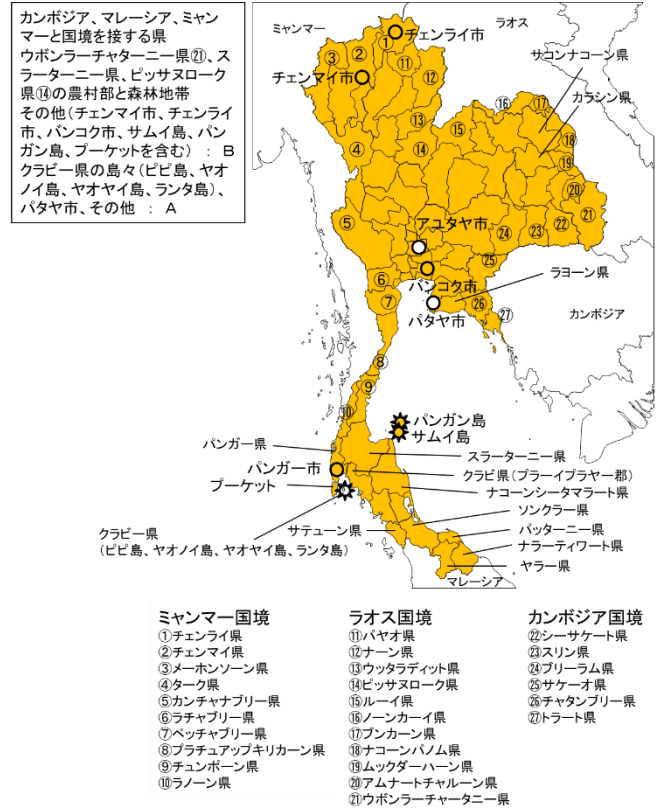 カンボジア、マレーシア、ミャン
マーと国境を接する県
ウボンラーチャターニー県㉑、ス
ラーターニー県、ピッサヌローク
県⑭の農村部と森林地帯
その他(チェンマイ市、チェンライ
市、バンコク市、サムイ島、パン
ガン島、プーケットを含む) : B
クラビー県の島々(ピピ島、ヤオ
ノイ島、ヤオヤイ島、ランタ島)、
パタヤ市、その他 : A
ミャンマー
ラオス
チェンライ市
①
②
③
チェンマイ市
⑪
⑫
サコンナコーン県
カラシン県
⑯
⑰
⑬
⑮
④
⑭
⑱
⑲
⑳
㉑
⑤
アユタヤ市
㉔
㉓
㉒
㉕
バンコク市
ラヨーン県
⑥
⑦
パタヤ市
㉖
㉗
カンボジア
⑧
⑨
⑩
パンガン島
サムイ島
パンガー県
スラーターニー県
パンガー市
クラビ県(プラーイプラヤー郡)
プーケット
ナコーンシータマラート県
ソンクラー県
クラビー県
(ピピ島、ヤオノイ島、ヤオヤイ島、ランタ島)
サテューン県
パッターニー県
ナラーティワート県
ヤラー県
マレーシア
ミャンマー国境
①チェンライ県
②チェンマイ県
③メーホンソーン県
④ターク県
⑤カンチャナブリー県
⑥ラチャブリー県
⑦ペッチャブリー県
⑧プラチュアップキリカーン県
⑨チュンポーン県
⑩ラノーン県
ラオス国境
⑪パヤオ県
⑫ナーン県
⑬ウッタラディット県
⑭ピッサヌローク県
⑮ルーイ県
⑯ノーンカーイ県
⑰ブンカーン県
⑱ナコーンパノム県
⑲ムックダーハーン県
⑳アムナートチャルーン県
㉑ウボンラーチャータニー県
カンボジア国境
㉒シーサケート県
㉓スリン県
㉔ブリーラム県
㉕サケーオ県
㉖チャタンブリー県
㉗トラート県